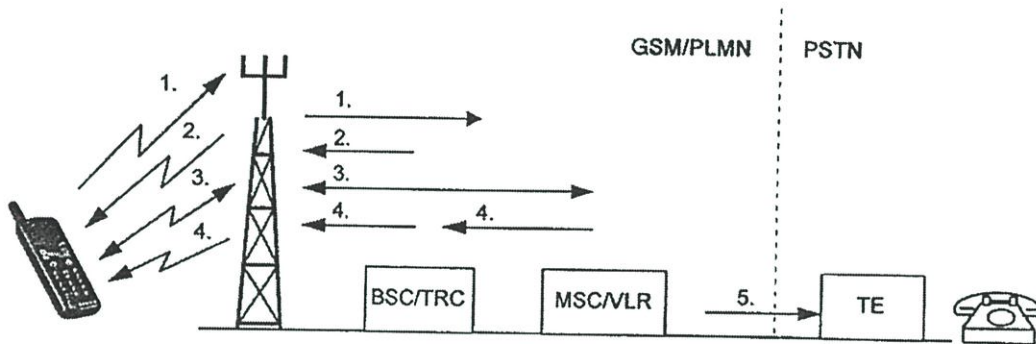 GSM/PLMN PSTN
1.
1.
2.
2.
3.
3.
4.
4.
4.
BSC/TRC
MSC/VLR
5.
TE